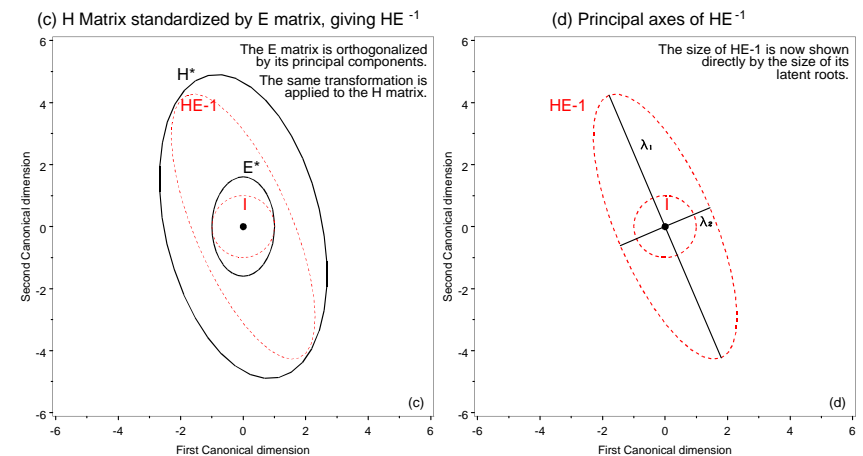 (c) H Matrix standardized by E matrix, giving HE -1
6
4
2
0
-2
-4
-6
Second Canonical dimension
The E matrix is orthogonalized
by its principal components.
The same transformation is
applied to the H matrix.
H*
HE-1
E*
I
(c)
-6 -4 -2 0 2 4 6
First Canonical dimension
(d) Principal axes of HE -1
6
4
2
0
-2
-4
-6
Second Canonical dimension
The size of HE-1 is now shown
directly by the size of its
latent roots.
HE-1
λ₁
I
λ₂
(d)
-6 -4 -2 0 2 4 6
First Canonical dimension